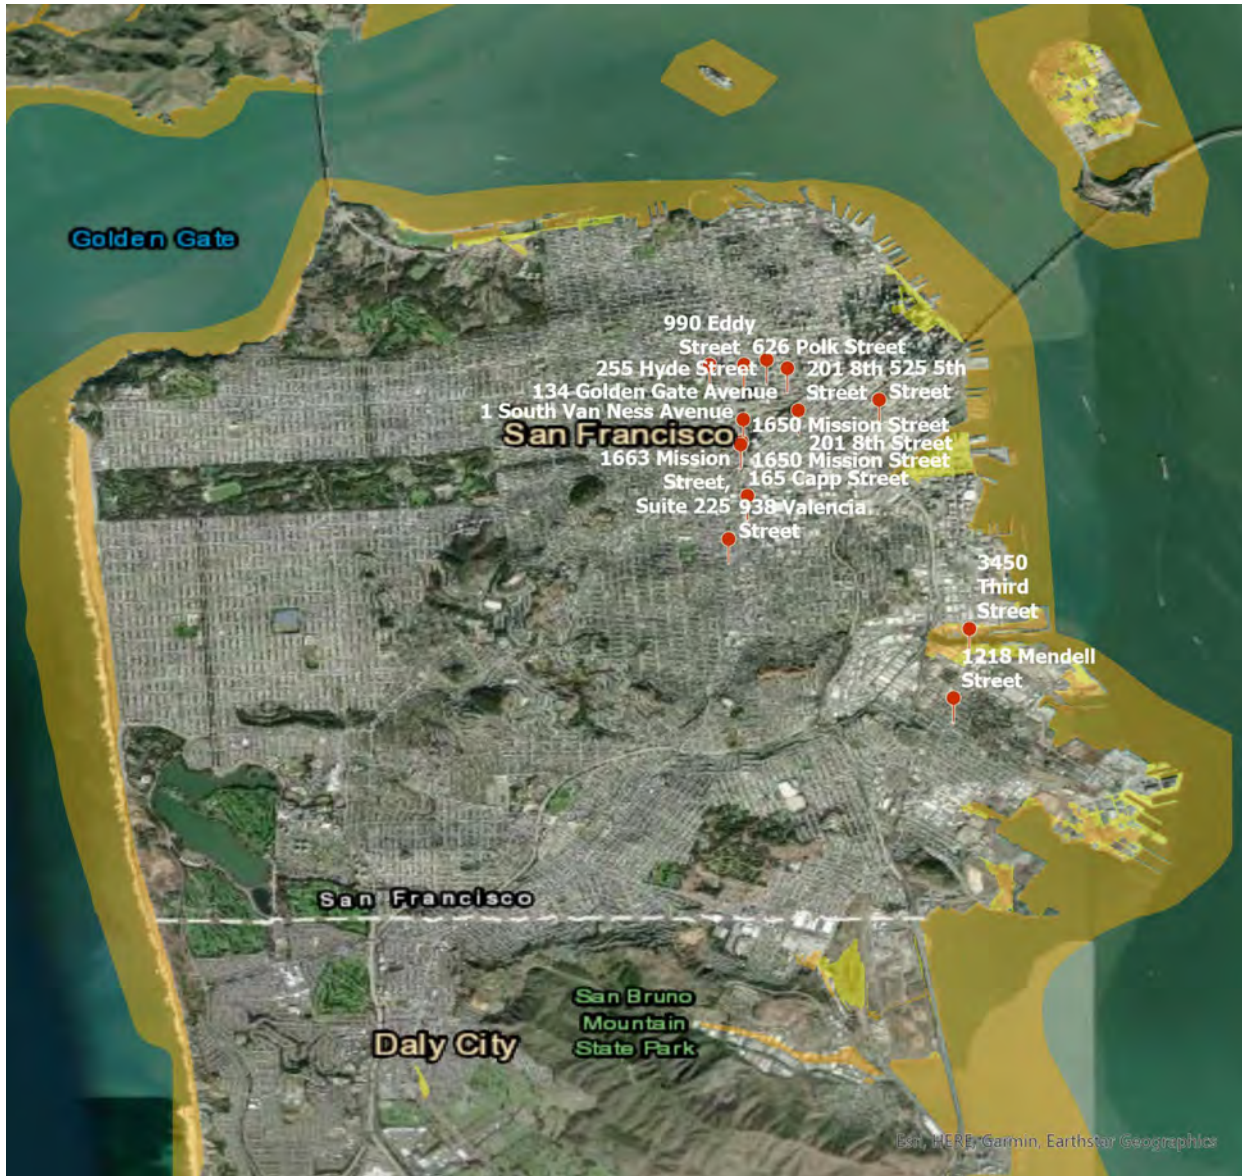 Golden Gate
990 Eddy
Street
626 Polk Street
255 Hyde Street
201 8th
525 5th
134 Golden Gate Avenue
Street
Street
1 South Van Ness Avenue
1650 Mission Street
San Francisco
201 8th Street
1663 Mission
Street,
Suite 225
1650 Mission Street
165 Capp Street
938 Valencia
Street
3450
Third
Street
1218 Mendell
Street
San Francisco
San Bruno
Mountain
State Park
Daly City
Esri, HERE, Garmin, Earthstar Geographics